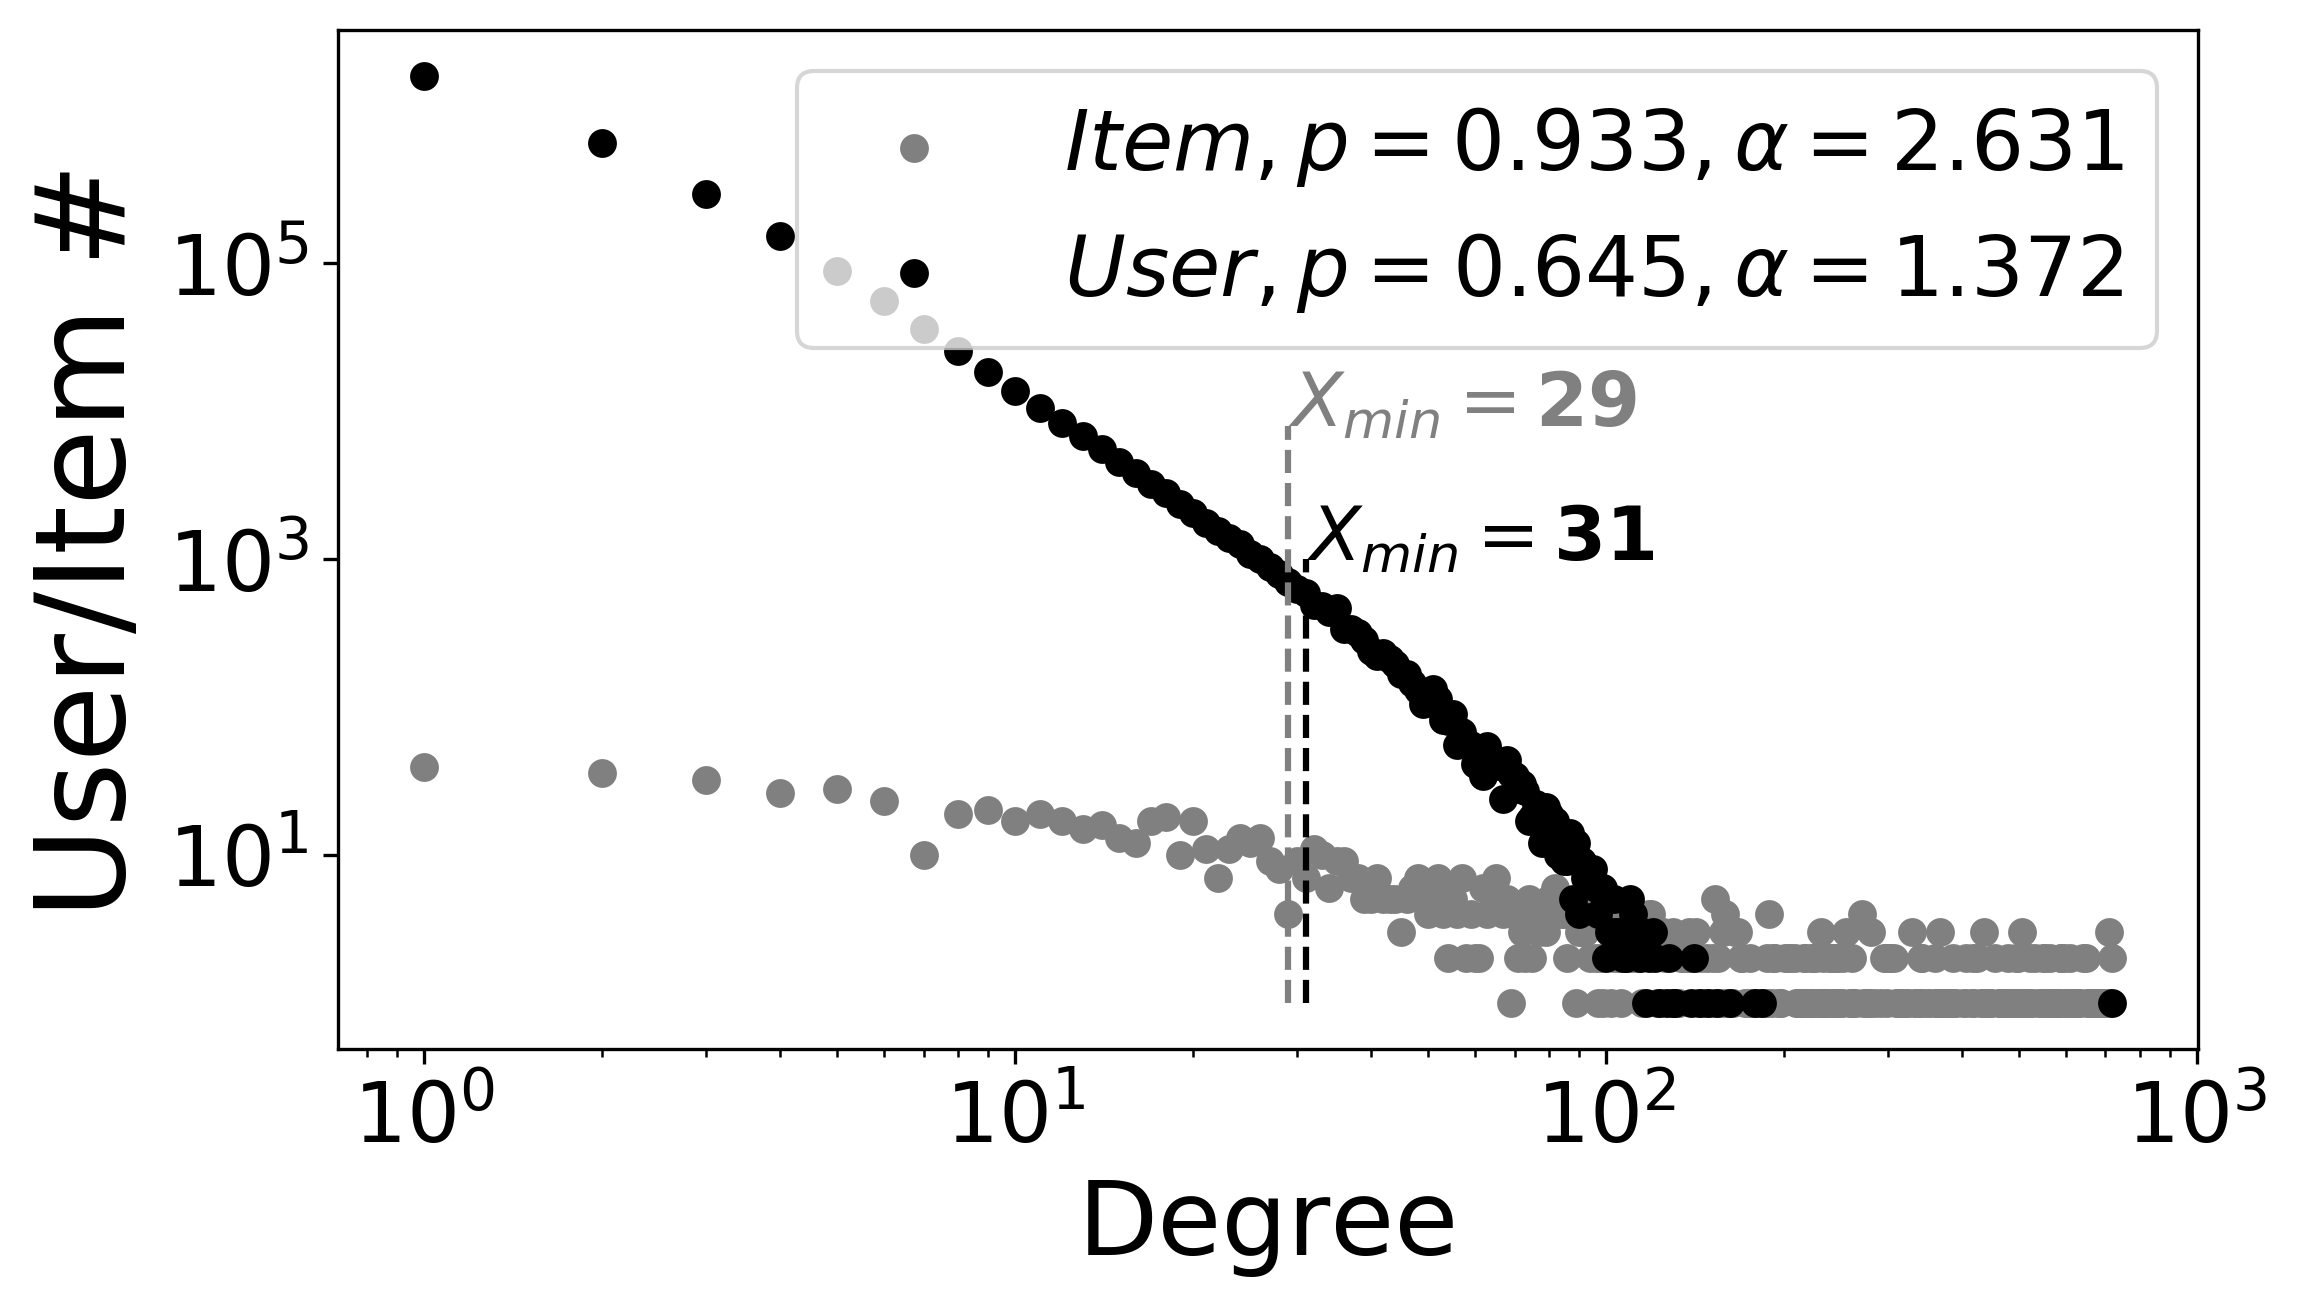 Item, p = 0.933, α = 2.631
User, p = 0.645, α = 1.372
X_min = 29
X_min = 31
User/Item #
10^5
10^3
10^1
10^0
10^1
10^2
10^3
Degree